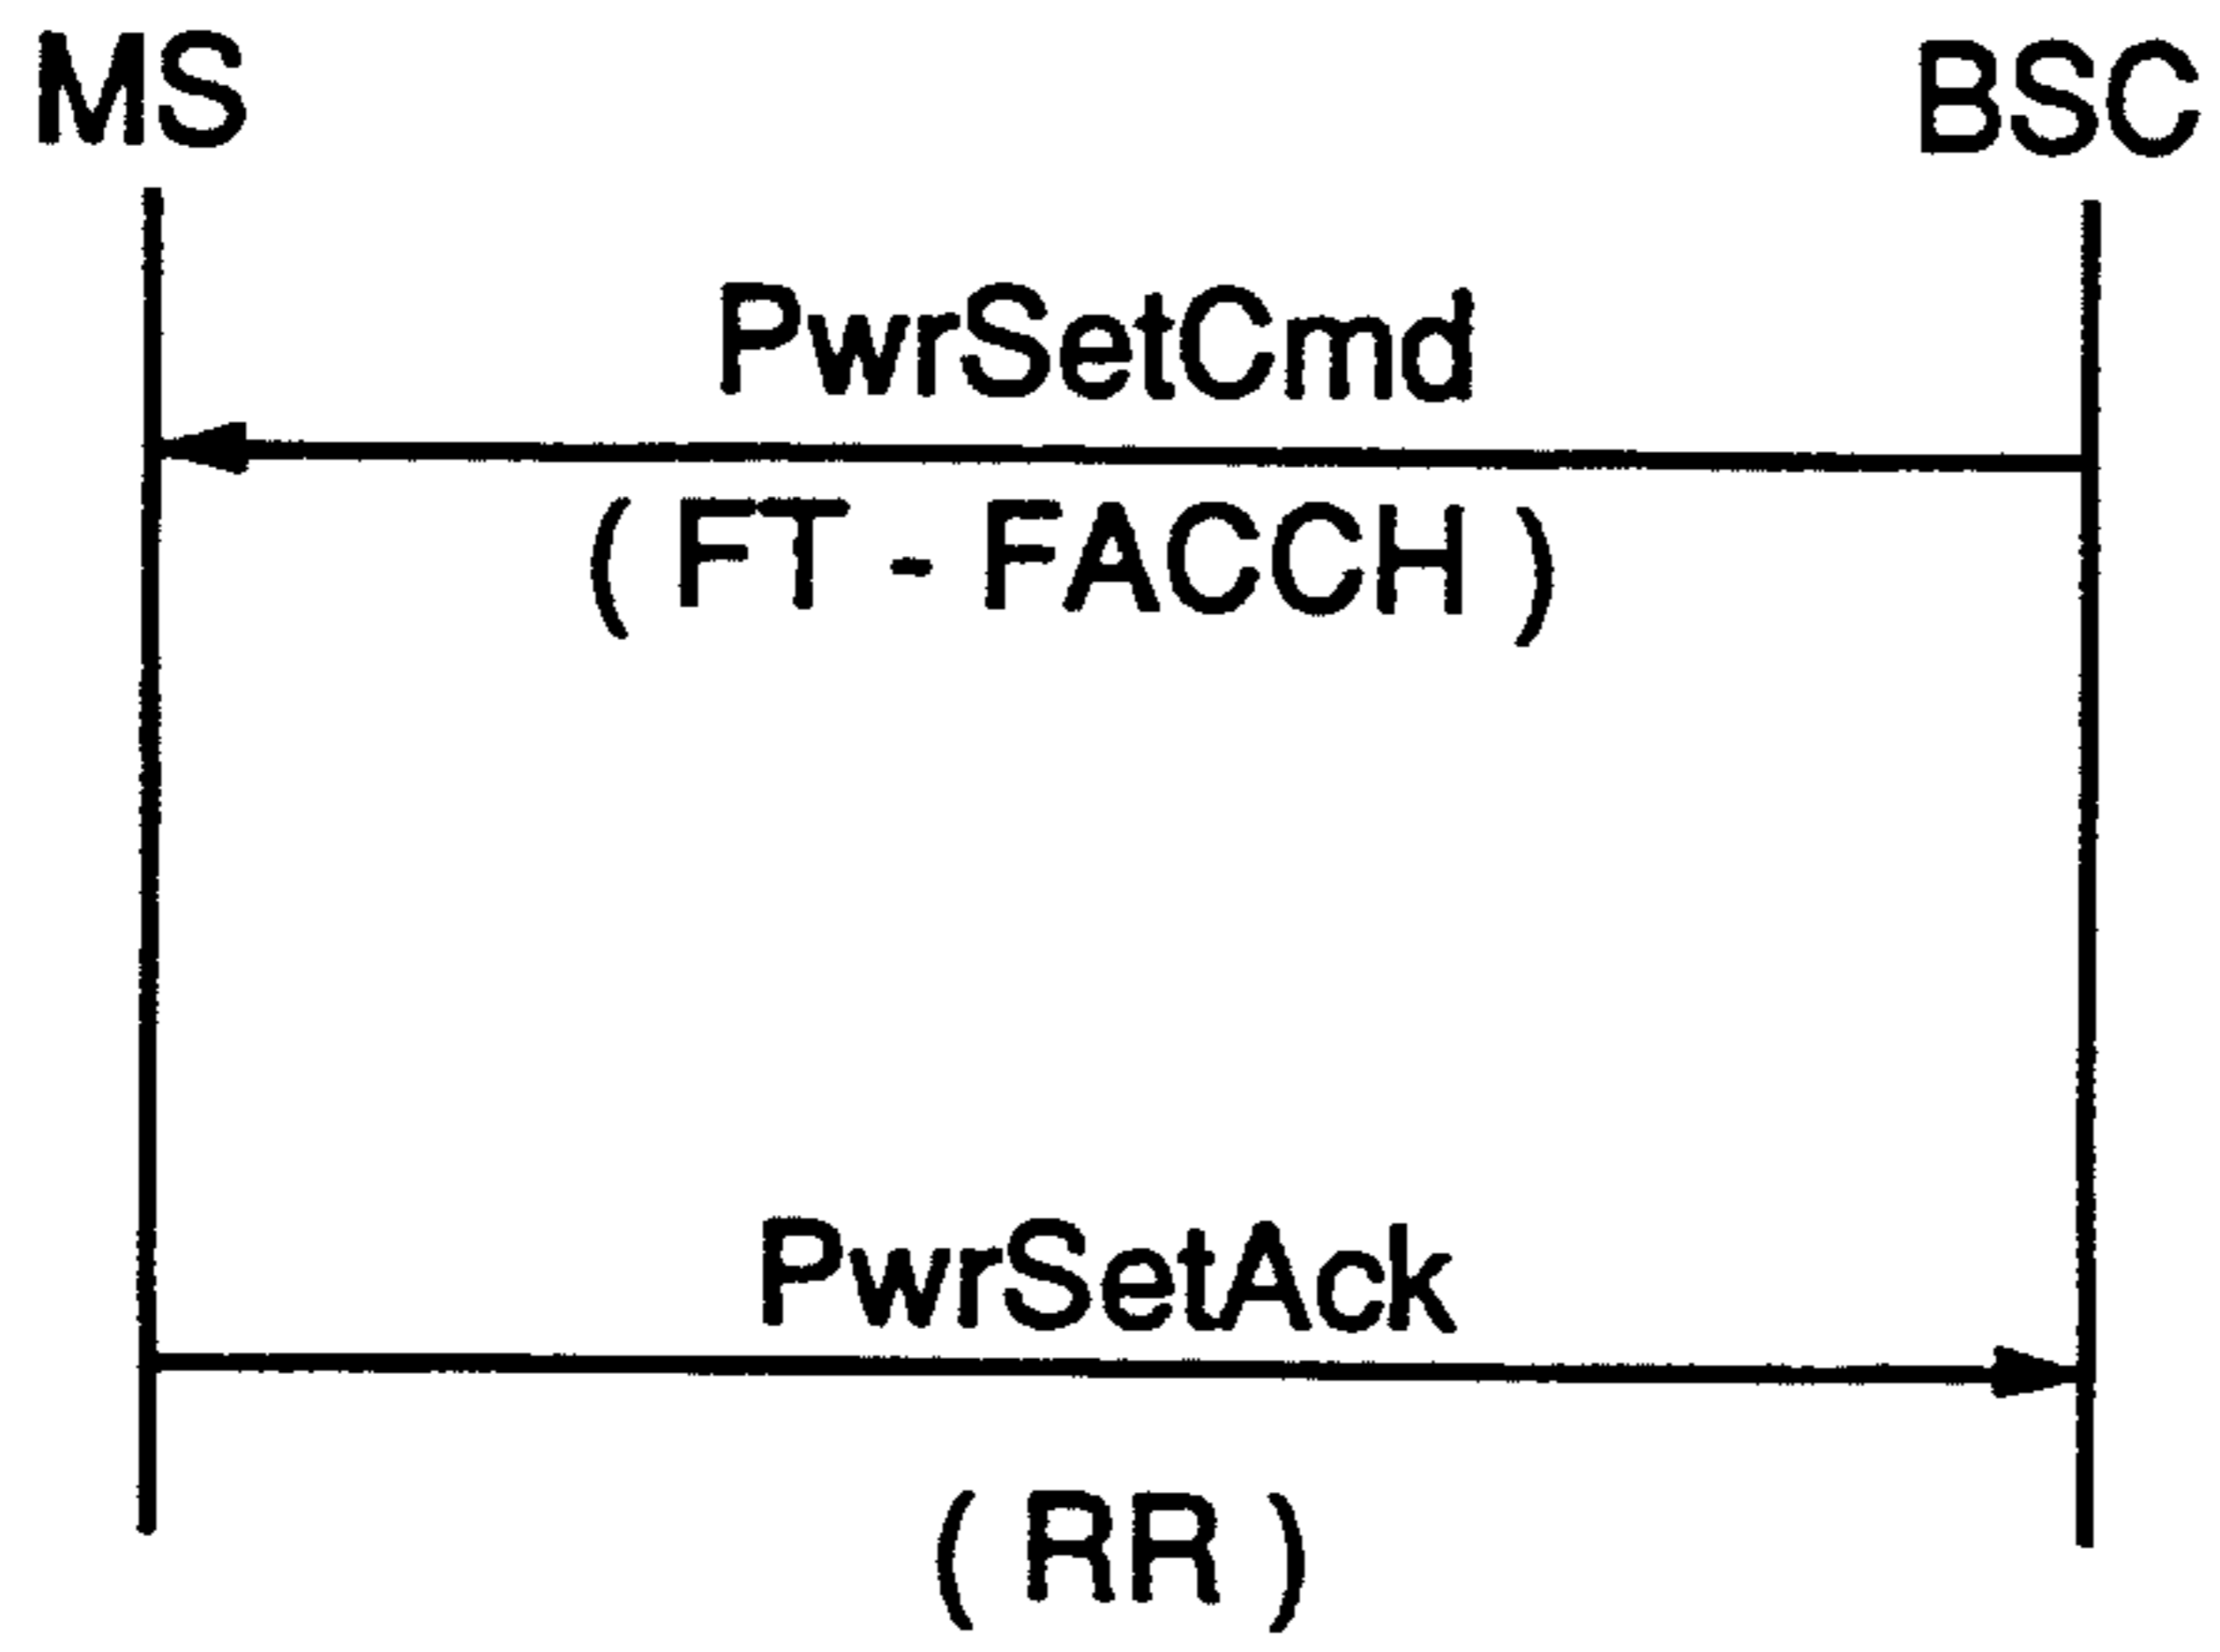 MS BSC
PwrSetCmd
( FT - FACCH )
PwrSetAck
( RR )